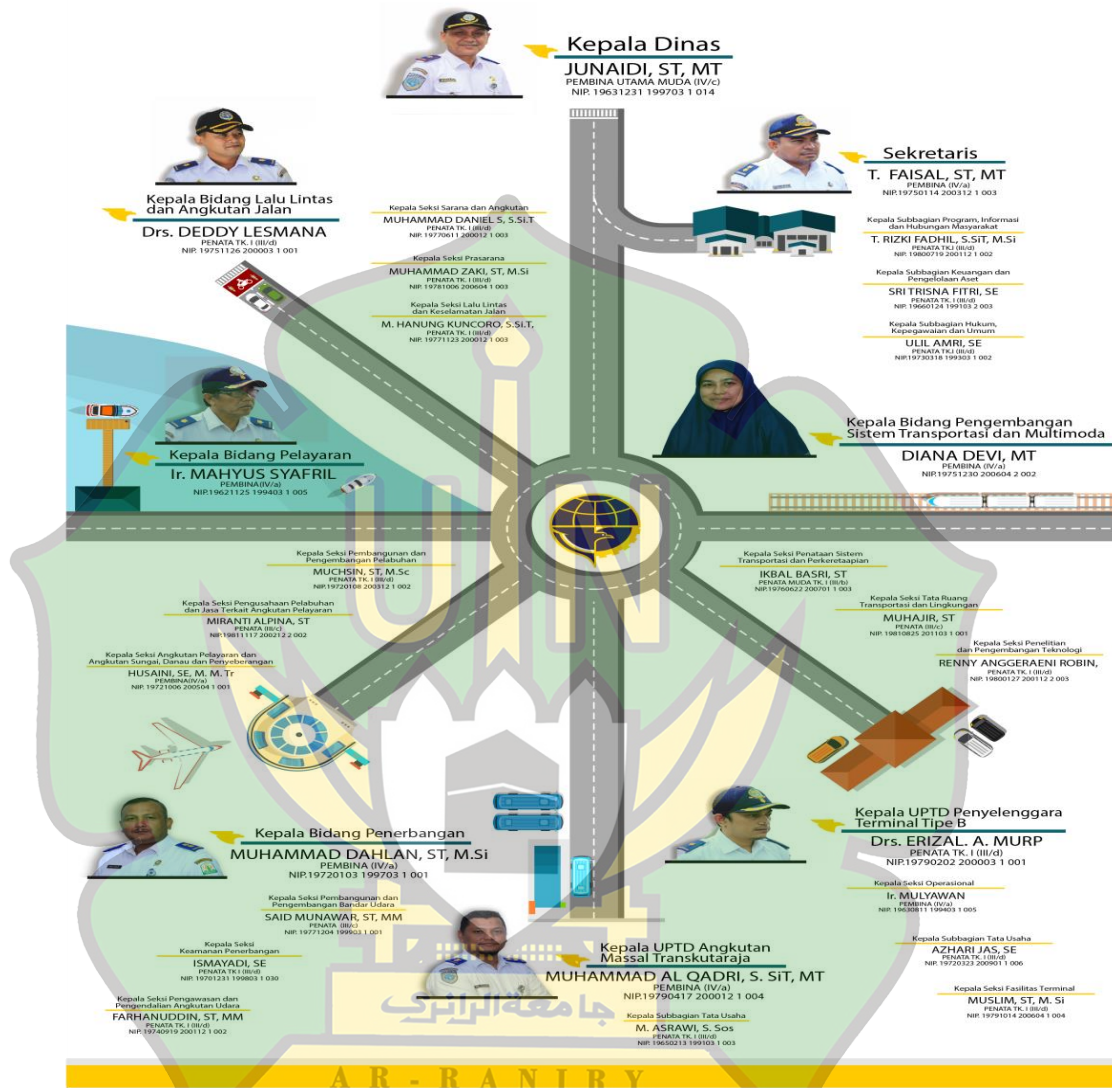 Kepala Dinas
JUNAIDI, ST, MT
PEMBINA UTAMA MUDA (IV/c)
NIP. 19631231 199703 1 014
Sekretaris
T. FAISAL, ST, MT
PEMBINA (IV/a)
NIP.19750114 200312 1 003
Kepala Subbagian Program, Informasi
dan Hubungan Masyarakat
T. RIZKI FADHIL, S.SiT, M.Si
PENATA TK.I (III/d)
NIP. 19800719 200112 1 002
Kepala Subbagian Keuangan dan
Pengelolaan Aset
SRI TRISNA FITRI, SE
PENATA TK. I (III/d)
NIP. 19660124 199103 2 003
Kepala Subbagian Hukum,
Kepegawaian dan Umum
ULIL AMRI, SE
PENATA TK.I (III/d)
NIP.19730318 199303 1 002
Kepala Bidang Lalu Lintas
dan Angkutan Jalan
Drs. DEDDY LESMANA
PENATA TK. I (III/d)
NIP. 19751126 200003 1 001
Kepala Seksi Sarana dan Angkutan
MUHAMMAD DANIEL S, S.Si.T
PENATA TK. I (III/d)
NIP. 19770611 200012 1 003
Kepala Seksi Prasarana
MUHAMMAD ZAKI, ST, M.Si
PENATA TK. I (III/d)
NIP. 19781006 200604 1 003
Kepala Seksi Lalu Lintas
dan Keselamatan Jalan
M. HANUNG KUNCORO, S.Si.T,
PENATA TK. I (III/d)
NIP. 19771123 200012 1 003
Kepala Bidang Pelayaran
Ir. MAHYUS SYAFRIL
PEMBINA(IV/a)
NIP.19621125 199403 1 005
Kepala Bidang Pengembangan
Sistem Transportasi dan Multimoda
DIANA DEVI, MT
PEMBINA (IV/a)
NIP.19751230 200604 2 002
Kepala Seksi Pembangunan dan
Pengembangan Pelabuhan
MUCHSIN, ST, M.Sc
PENATA TK. I (III/d)
NIP.19720108 200312 1 002
Kepala Seksi Pengusahaan Pelabuhan
dan Jasa Terkait Angkutan Pelayaran
MIRANTI ALPINA, ST
PENATA (III/c)
NIP.19811117 200212 2 002
Kepala Seksi Angkutan Pelayaran dan
Angkutan Sungai, Danau dan Penyeberangan
HUSAINI, SE, M. M. Tr
PEMBINA(IV/a)
NIP. 19721006 200504 1 001
Kepala Seksi Penataan Sistem
Transportasi dan Perkeretaapian
IKBAL BASRI, ST
PENATA MUDA TK. I (III/b)
NIP.19760622 200701 1 003
Kepala Seksi Tata Ruang
Transportasi dan Lingkungan
MUHAJIR, ST
PENATA (III/c)
NIP. 19810825 201103 1 001
Kepala Seksi Penelitian
dan Pengembangan Teknologi
RENNY ANGGERAENI ROBIN,
PENATA TK. I (III/d)
NIP. 19800127 200112 2 003
Kepala Bidang Penerbangan
MUHAMMAD DAHLAN, ST, M.Si
PEMBINA (IV/a)
NIP.19720103 199703 1 001
Kepala Seksi Pembangunan dan
Pengembangan Bandar Udara
SAID MUNAWAR, ST, MM
PENATA (III/c)
NIP. 19771204 199903 1 001
Kepala Seksi
Keamanan Penerbangan
ISMAYADI, SE
PENATA TK I (III/d)
NIP. 19701231 199803 1 030
Kepala Seksi Pengawasan dan
Pengendalian Angkutan Udara
FARHANUDDIN, ST, MM
PENATA TK. I (III/d)
NIP. 19740919 200112 1 002
Kepala UPTD Angkutan
Massal Transkutaraja
MUHAMMAD AL QADRI, S. SiT, MT
PEMBINA (IV/a)
NIP.19790417 200012 1 004
Kepala Subbagian Tata Usaha
M. ASRAWI, S. Sos
PENATA TK. I (III/d)
NIP. 19650213 199103 1 003
Kepala UPTD Penyelenggara
Terminal Tipe B
Drs. ERIZAL. A. MURP
PENATA TK. I (III/d)
NIP.19790202 200003 1 001
Kepala Seksi Operasional
Ir. MULYAWAN
PEMBINA (IV/a)
NIP. 19630811 199403 1 005
Kepala Subbagian Tata Usaha
AZHARI JAS, SE
PENATA TK. I (III/d)
NIP. 19720323 200901 1 006
Kepala Seksi Fasilitas Terminal
MUSLIM, ST, M. Si
PENATA TK. I (III/d)
NIP. 19791014 200604 1 004
UIN
جامعة الرانري
AR-RANIRY